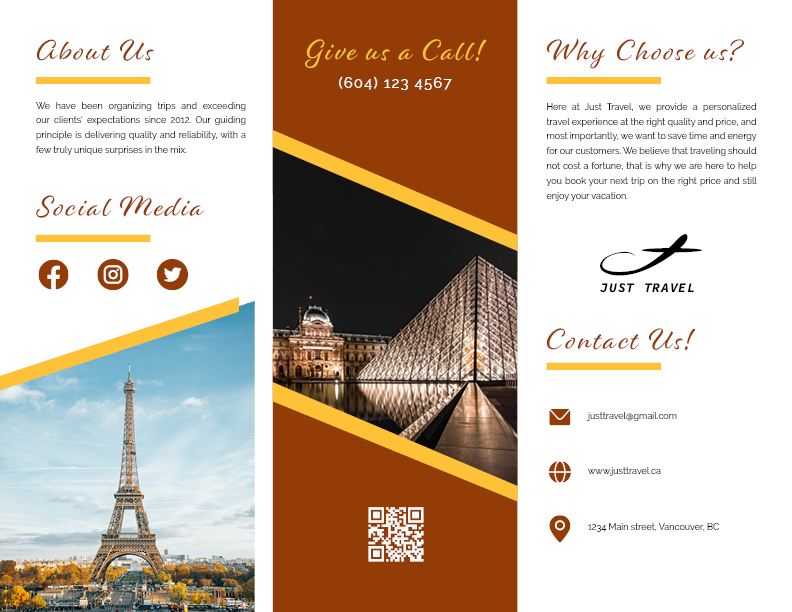 About Us
We have been organizing trips and exceeding
our clients' expectations since 2012. Our guiding
principle is delivering quality and reliability, with a
few truly unique surprises in the mix.
Social Media
Give us a Call!
(604) 123 4567
Why Choose us?
Here at Just Travel, we provide a personalized
travel experience at the right quality and price, and
most importantly, we want to save time and energy
for our customers. We believe that traveling should
not cost a fortune, that is why we are here to help
you book your next trip on the right price and still
enjoy your vacation.
JUST TRAVEL
Contact Us!
justtravel@gmail.com
www.justtravel.ca
1234 Main street, Vancouver, BC